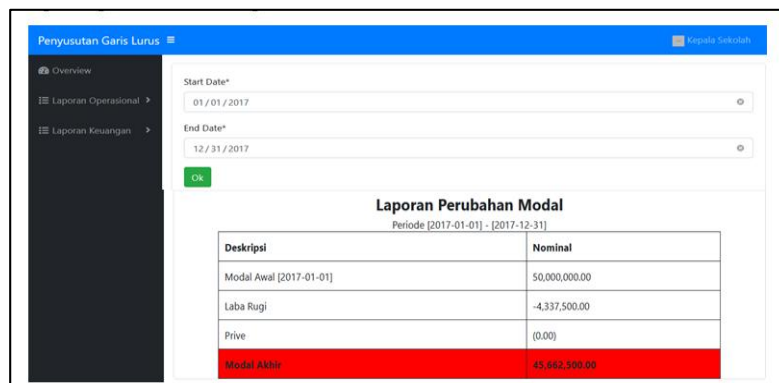 Penyusutan Garis Lurus
Kepala Sekolah
Overview
Laporan Operasional
Laporan Keuangan
Start Date*
01/01/2017
End Date*
12/31/2017
Ok
Laporan Perubahan Modal
Periode [2017-01-01] - [2017-12-31]
Deskripsi Nominal
Modal Awal [2017-01-01] 50,000,000.00
Laba Rugi -4,337,500.00
Prive (0.00)
Modal Akhir 45,662,500.00